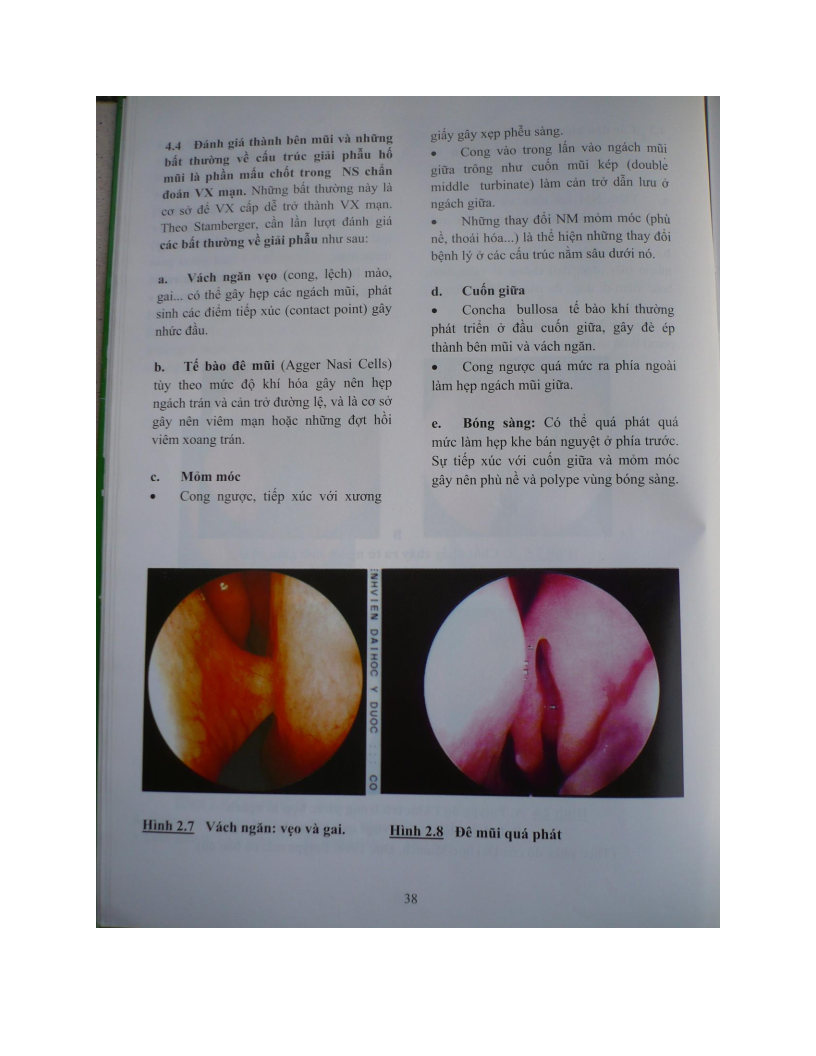 4.4 Đánh giá thành bên mũi và những
bất thường về cấu trúc giải phẫu hố
mũi là phần mấu chốt trong NS chẩn
đoán VX mạn. Những bất thường này là
cơ sở để VX cấp dễ trở thành VX mạn.
Theo Stamberger, cần lần lượt đánh giá
các bất thường về giải phẫu như sau:
a. Vách ngăn vẹo (cong, lệch) mào,
gai... có thể gây hẹp các ngách mũi, phát
sinh các điểm tiếp xúc (contact point) gây
nhức đầu.
b. Tế bào đê mũi (Agger Nasi Cells)
tùy theo mức độ khí hóa gây nên hẹp
ngách trán và cản trở đường lệ, và là cơ sở
gây nên viêm mạn hoặc những đợt hồi
viêm xoang trán.
c. Mỏm móc
• Cong ngược, tiếp xúc với xương
giấy gây xẹp phễu sàng.
• Cong vào trong lấn vào ngách mũi
giữa trông như cuốn mũi kép (double
middle turbinate) làm cản trở dẫn lưu ở
ngách giữa.
• Những thay đổi NM mỏm móc (phù
nề, thoái hóa...) là thể hiện những thay đổi
bệnh lý ở các cấu trúc nằm sâu dưới nó.
d. Cuốn giữa
• Concha bullosa tế bào khí thường
phát triển ở đầu cuốn giữa, gây đè ép
thành bên mũi và vách ngăn.
• Cong ngược quá mức ra phía ngoài
làm hẹp ngách mũi giữa.
e. Bóng sàng: Có thể quá phát quá
mức làm hẹp khe bán nguyệt ở phía trước.
Sự tiếp xúc với cuốn giữa và mỏm móc
gây nên phù nề và polype vùng bóng sàng.
NHVIEN DAIHOC Y DUOC ::: CO
Hình 2.7 Vách ngăn: vẹo và gai.
Hình 2.8 Đê mũi quá phát
38